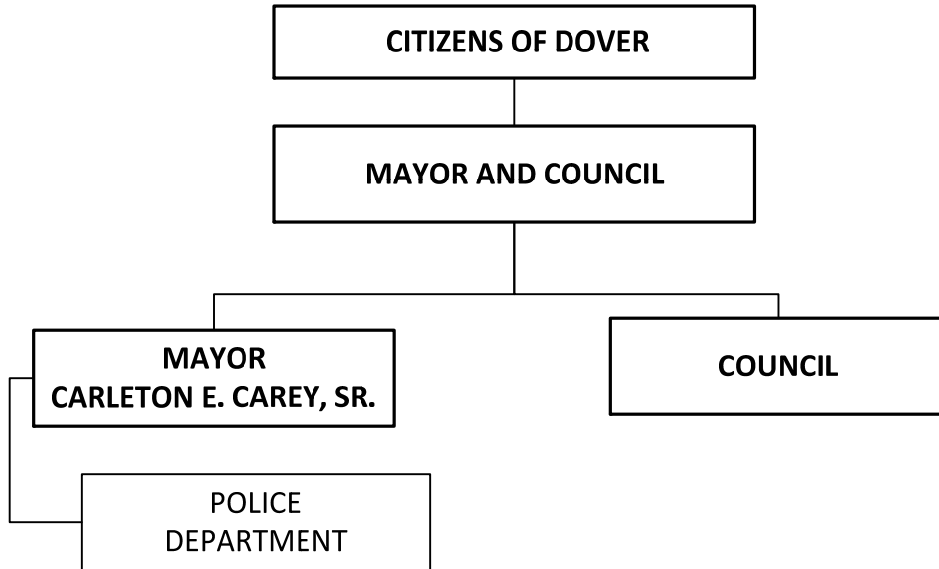 CITIZENS OF DOVER
MAYOR AND COUNCIL
MAYOR
CARLETON E. CAREY, SR.
COUNCIL
POLICE
DEPARTMENT